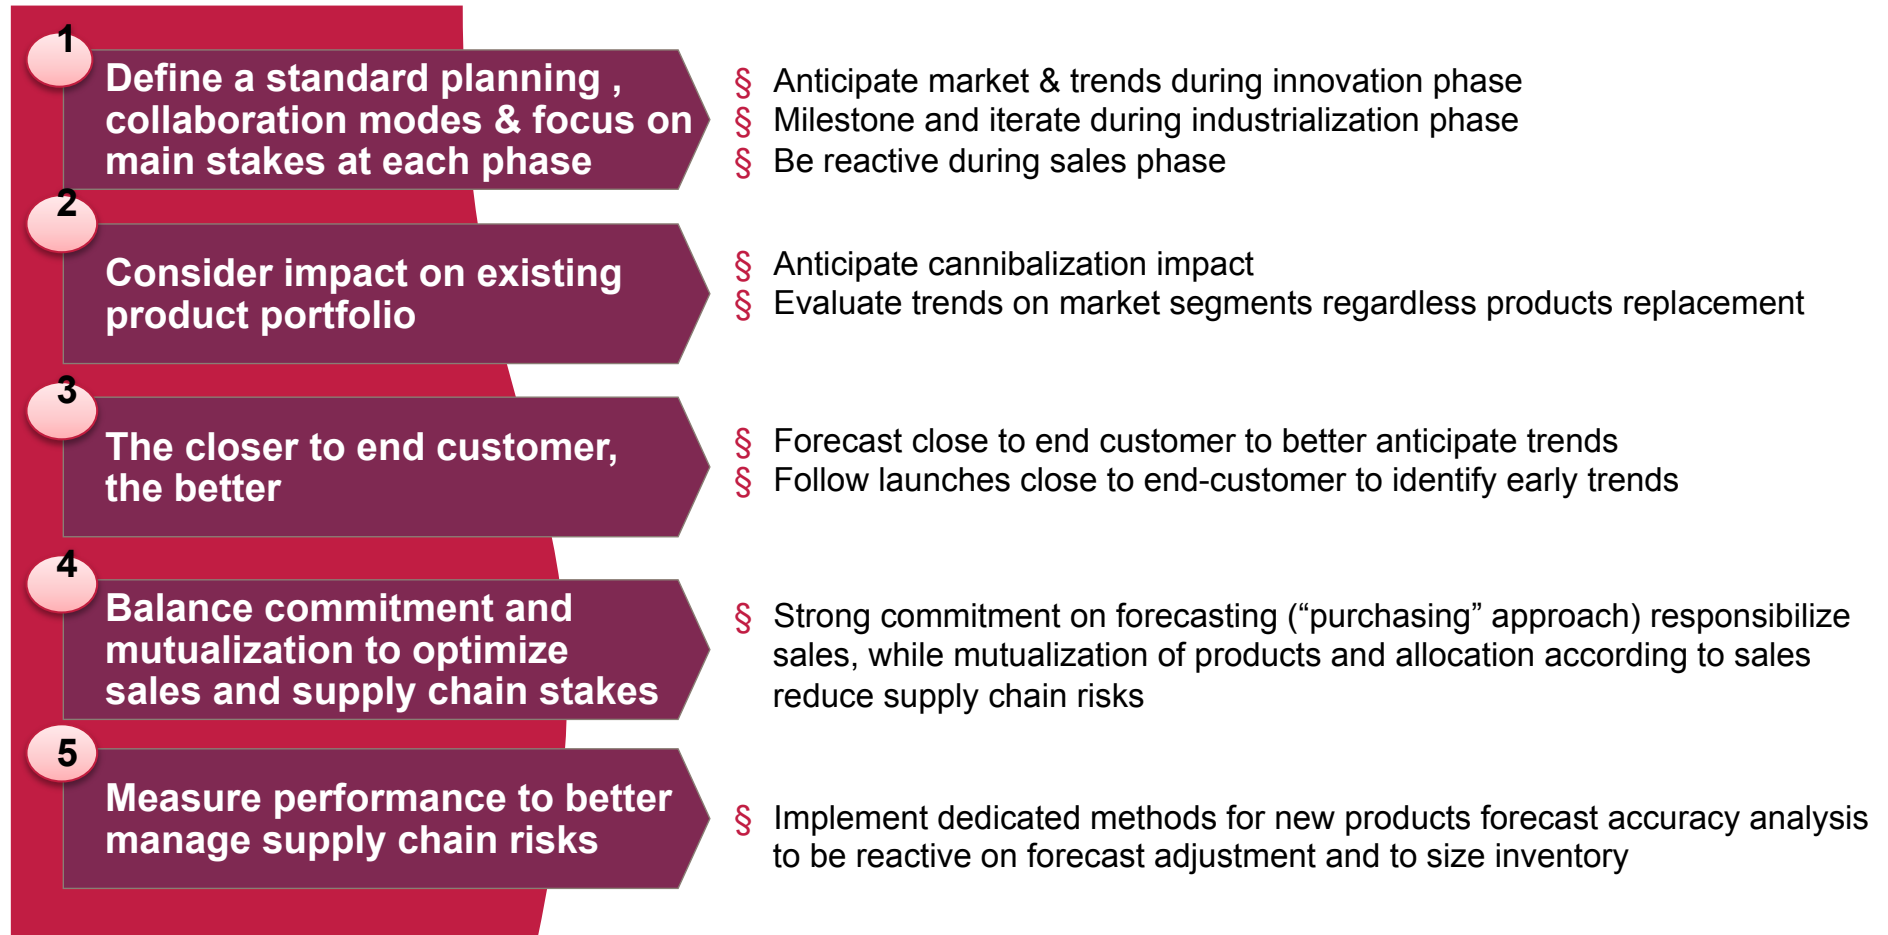 1
Define a standard planning ,
collaboration modes & focus on
main stakes at each phase
§ Anticipate market & trends during innovation phase
§ Milestone and iterate during industrialization phase
§ Be reactive during sales phase
2
Consider impact on existing
product portfolio
§ Anticipate cannibalization impact
§ Evaluate trends on market segments regardless products replacement
3
The closer to end customer,
the better
§ Forecast close to end customer to better anticipate trends
§ Follow launches close to end-customer to identify early trends
4
Balance commitment and
mutualization to optimize
sales and supply chain stakes
§ Strong commitment on forecasting (“purchasing” approach) responsibilize
sales, while mutualization of products and allocation according to sales
reduce supply chain risks
5
Measure performance to better
manage supply chain risks
§ Implement dedicated methods for new products forecast accuracy analysis
to be reactive on forecast adjustment and to size inventory